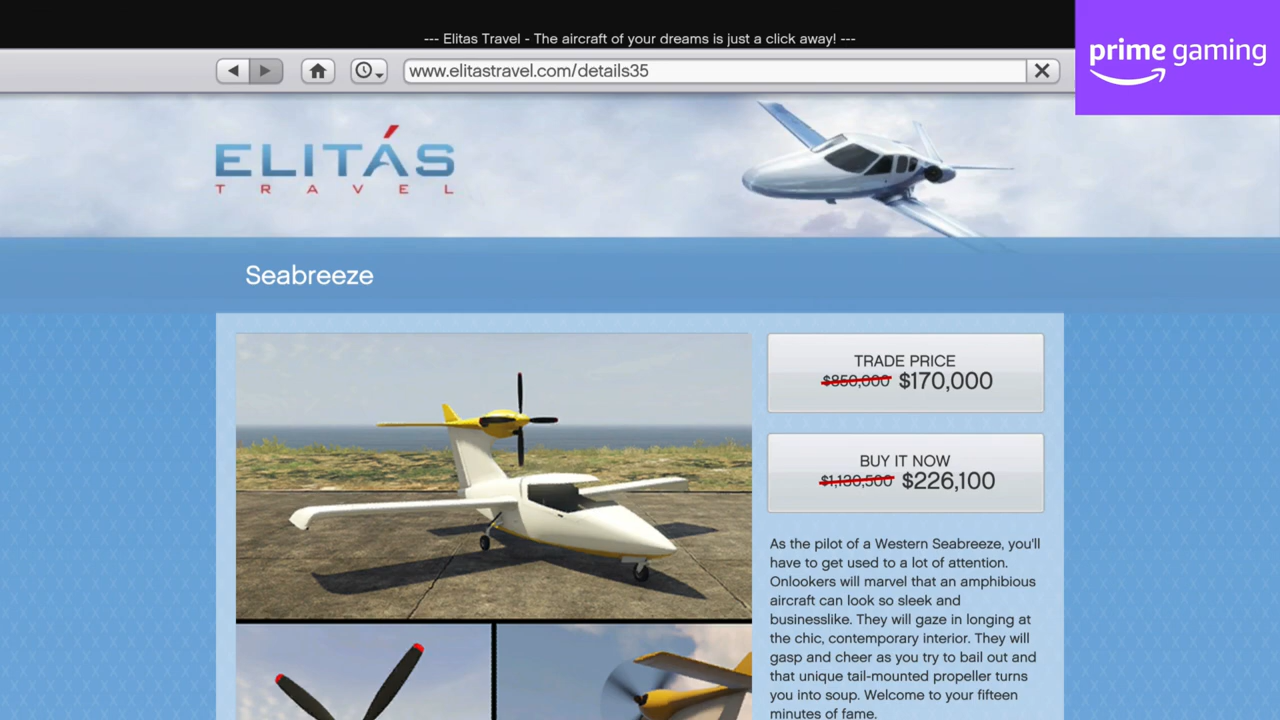 --- Elitas Travel - The aircraft of your dreams is just a click away! ---
prime gaming
www.elitastravel.com/details35
ELITÁS
TRAVEL
Seabreeze
TRADE PRICE
$850,000 $170,000
BUY IT NOW
$1,130,500 $226,100
As the pilot of a Western Seabreeze, you'll
have to get used to a lot of attention.
Onlookers will marvel that an amphibious
aircraft can look so sleek and
businesslike. They will gaze in longing at
the chic, contemporary interior. They will
gasp and cheer as you try to bail out and
that unique tail-mounted propeller turns
you into soup. Welcome to your fifteen
minutes of fame.